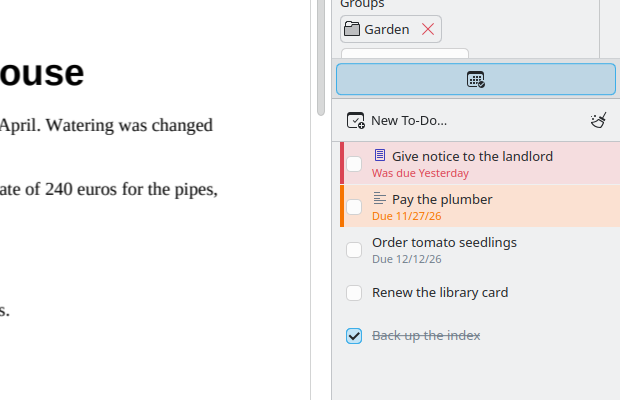 ouse
April. Watering was changed
ate of 240 euros for the pipes,
s.
Groups
Garden
New To-Do...
Give notice to the landlord
Was due Yesterday
Pay the plumber
Due 11/27/26
Order tomato seedlings
Due 12/12/26
Renew the library card
Back up the index